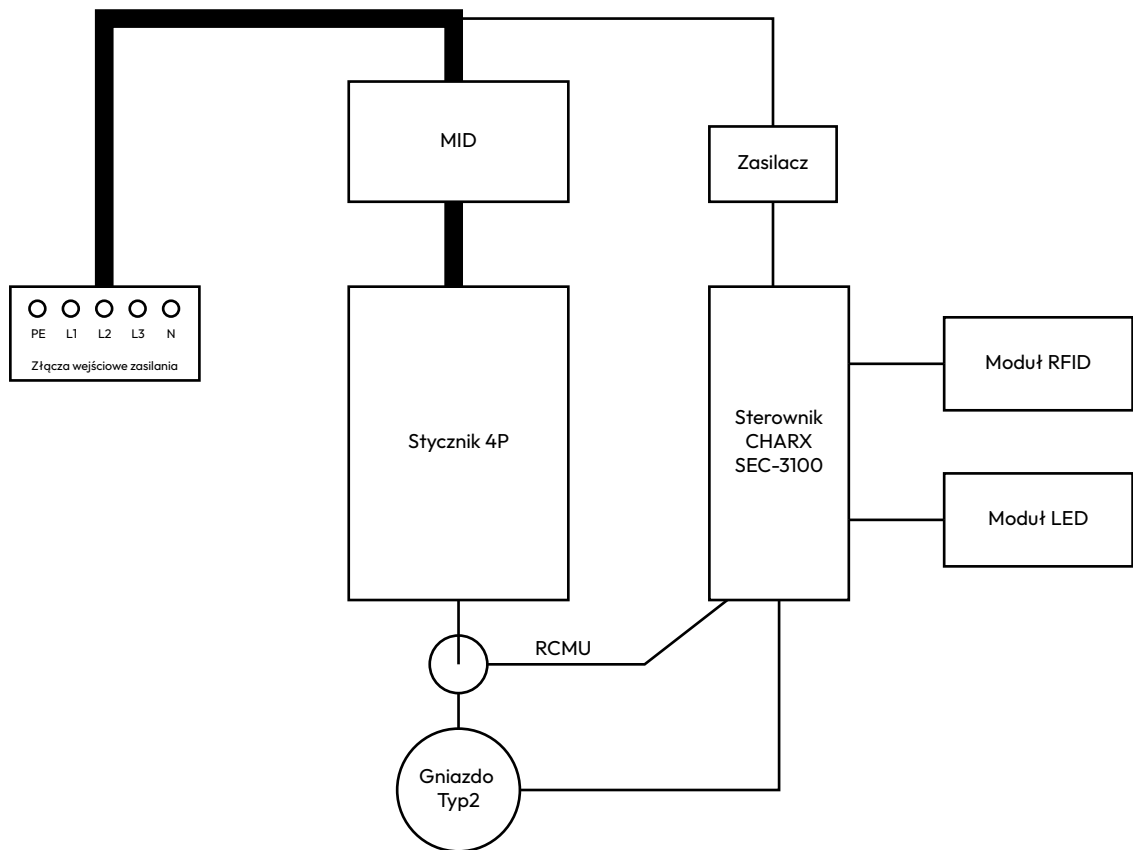 MID
Zasilacz
PE L1 L2 L3 N
Złącza wejściowe zasilania
Stycznik 4P
Sterownik
CHARX
SEC-3100
Moduł RFID
Moduł LED
RCMU
Gniazdo
Typ2